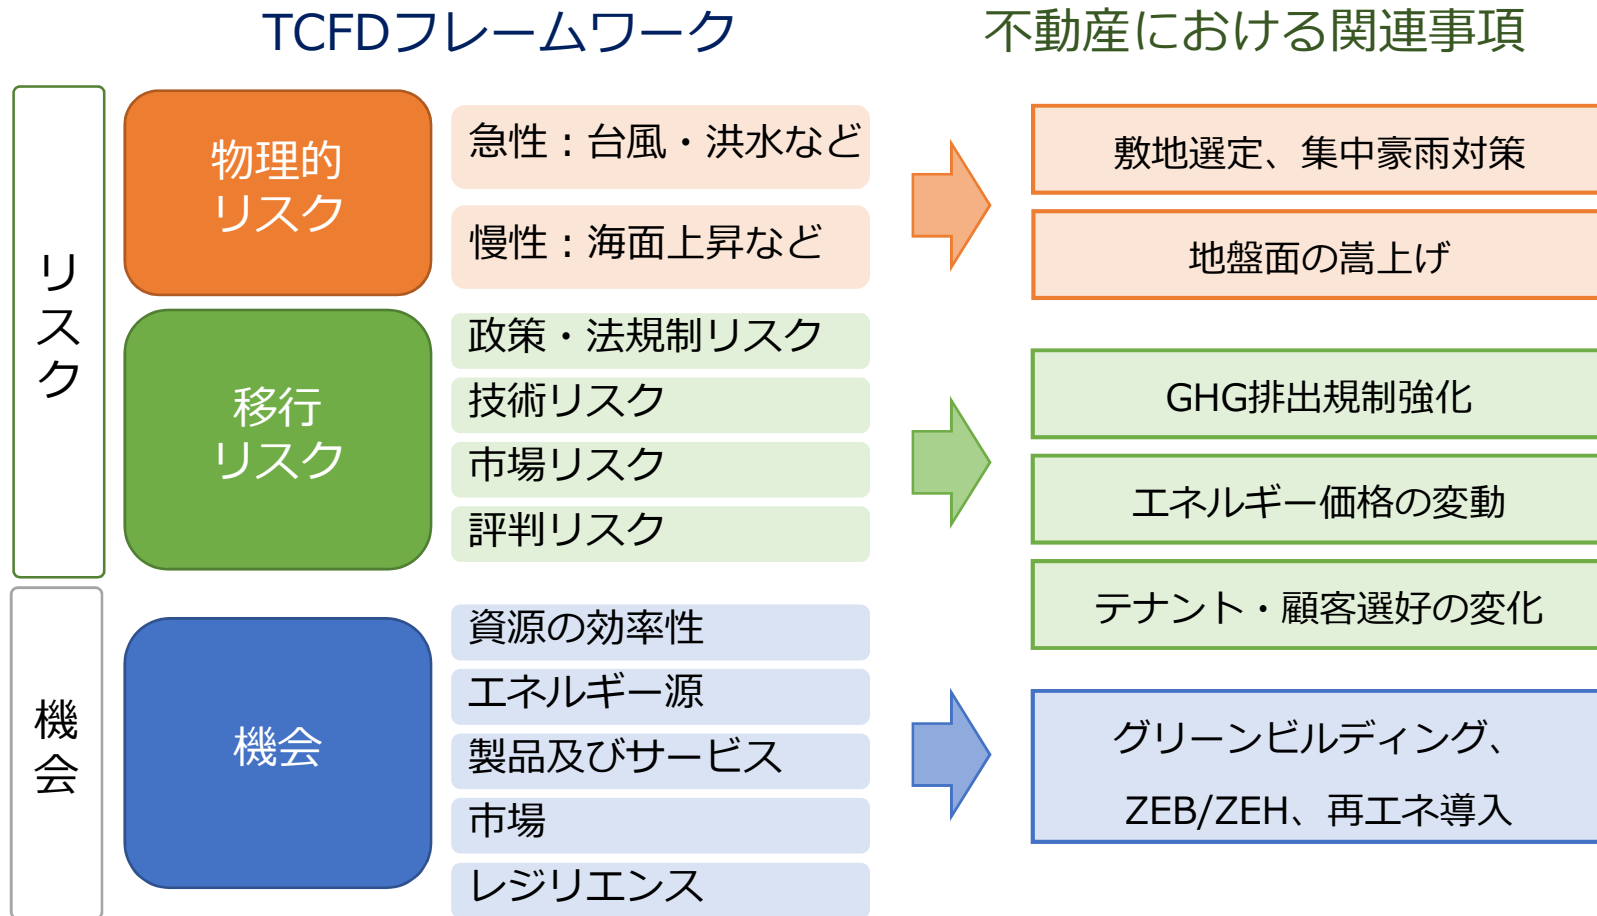 TCFDフレームワーク
不動産における関連事項
リスク
物理的
リスク
急性：台風・洪水など
慢性：海面上昇など
敷地選定、集中豪雨対策
地盤面の嵩上げ
移行
リスク
政策・法規制リスク
技術リスク
市場リスク
評判リスク
GHG排出規制強化
エネルギー価格の変動
テナント・顧客選好の変化
機会
機会
資源の効率性
エネルギー源
製品及びサービス
市場
レジリエンス
グリーンビルディング、
ZEB/ZEH、再エネ導入